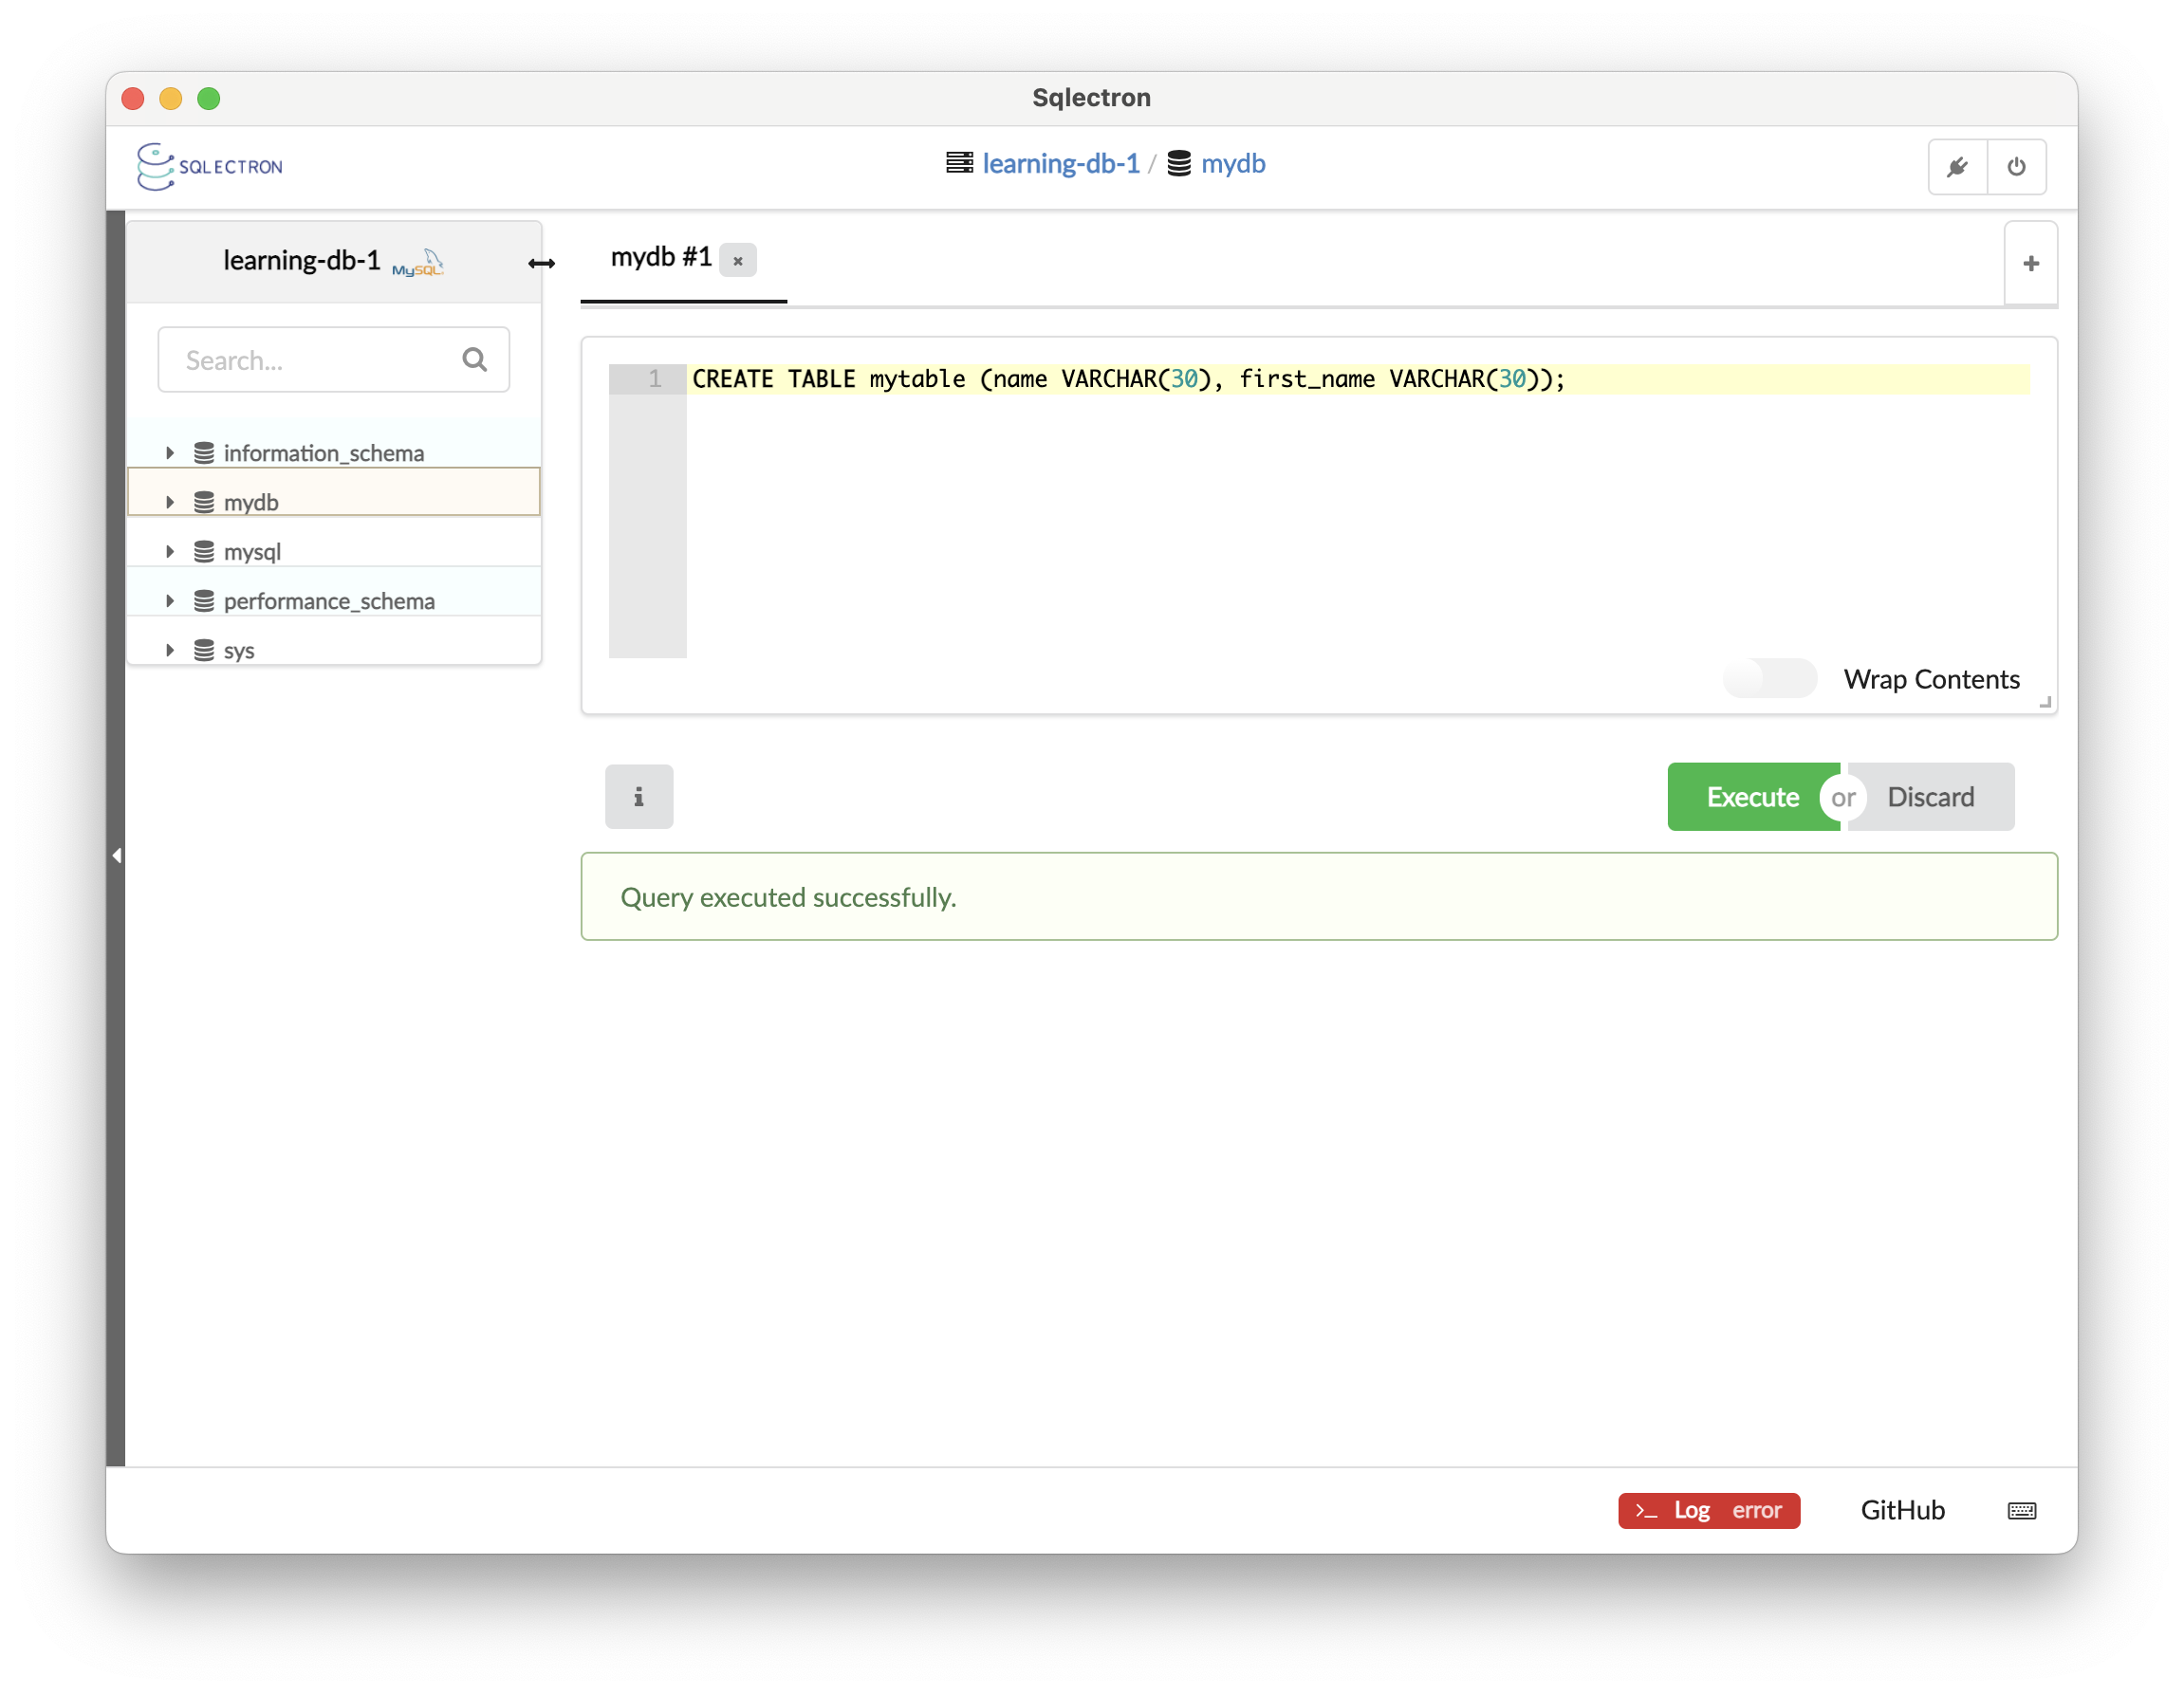 Sqlectron
SQLECTRON
learning-db-1 / mydb
learning-db-1 MySQL
mydb #1
Search...
1 CREATE TABLE mytable (name VARCHAR(30), first_name VARCHAR(30));
information_schema
mydb
mysql
performance_schema
sys
Wrap Contents
i
Execute or Discard
Query executed successfully.
>_ Log error GitHub